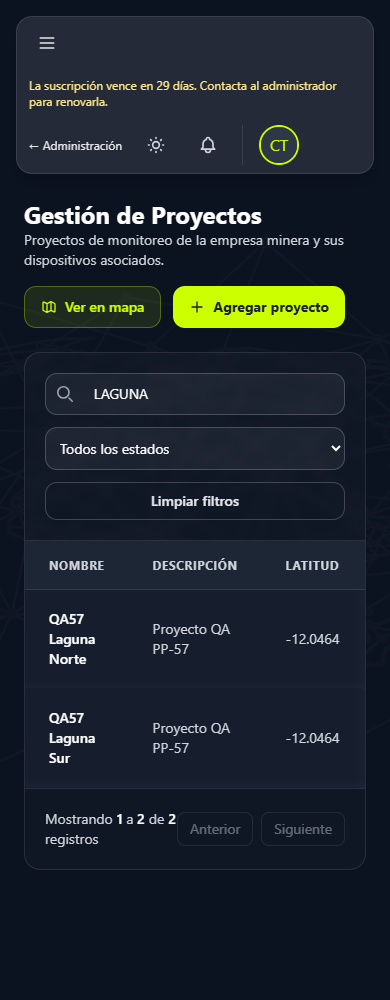 La suscripción vence en 29 días. Contacta al administrador
para renovarla.
← Administración
CT
Gestión de Proyectos
Proyectos de monitoreo de la empresa minera y sus
dispositivos asociados.
Ver en mapa
+ Agregar proyecto
LAGUNA
Todos los estados
Limpiar filtros
NOMBRE DESCRIPCIÓN LATITUD
QA57
Laguna
Norte
Proyecto QA
PP-57
-12.0464
QA57
Laguna
Sur
Proyecto QA
PP-57
-12.0464
Mostrando 1 a 2 de 2
registros
Anterior
Siguiente